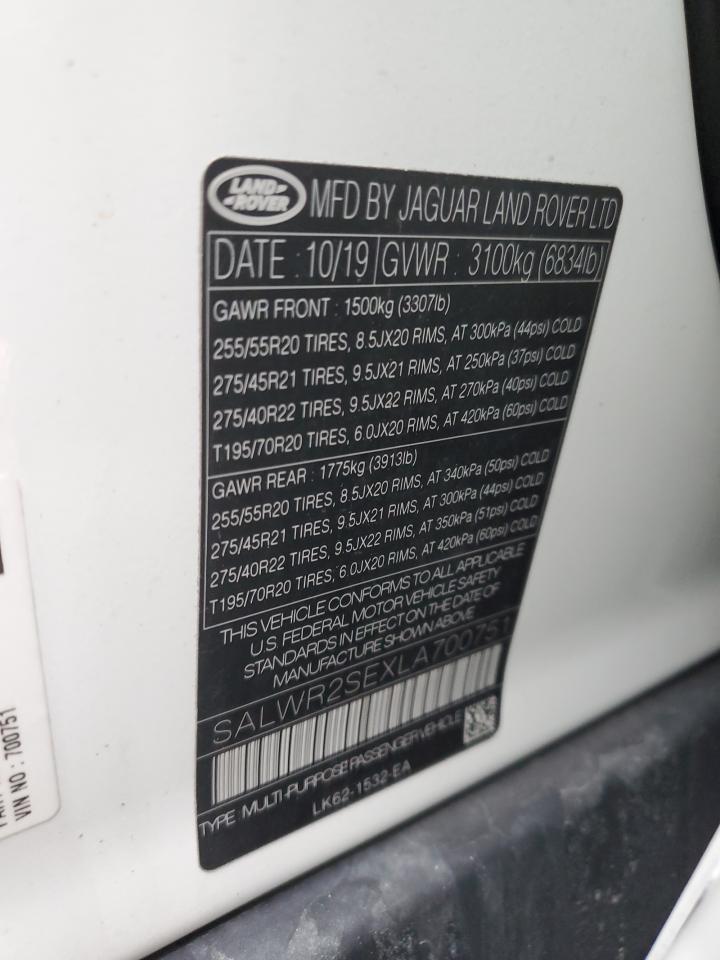 LAND-
-ROVER
MFD BY JAGUAR LAND ROVER LTD
DATE : 10/19 GVWR : 3100kg (6834lb)
GAWR FRONT : 1500kg (3307lb)
255/55R20 TIRES, 8.5JX20 RIMS, AT 300kPa (44psi) COLD
275/45R21 TIRES, 9.5JX21 RIMS, AT 250kPa (37psi) COLD
275/40R22 TIRES, 9.5JX22 RIMS, AT 270kPa (40psi) COLD
T195/70R20 TIRES, 6.0JX20 RIMS, AT 420kPa (60psi) COLD
GAWR REAR : 1775kg (3913lb)
255/55R20 TIRES, 8.5JX20 RIMS, AT 340kPa (50psi) COLD
275/45R21 TIRES, 9.5JX21 RIMS, AT 300kPa (44psi) COLD
275/40R22 TIRES, 9.5JX22 RIMS, AT 350kPa (51psi) COLD
T195/70R20 TIRES, 6.0JX20 RIMS, AT 420kPa (60psi) COLD
THIS VEHICLE CONFORMS TO ALL APPLICABLE
U.S. FEDERAL MOTOR VEHICLE SAFETY
STANDARDS IN EFFECT ON THE DATE OF
MANUFACTURE SHOWN ABOVE
SALWR2SEXLA700751
TYPE MULTI-PURPOSE PASSENGER VEHICLE
LK62-1532-EA
VIN NO : 700751